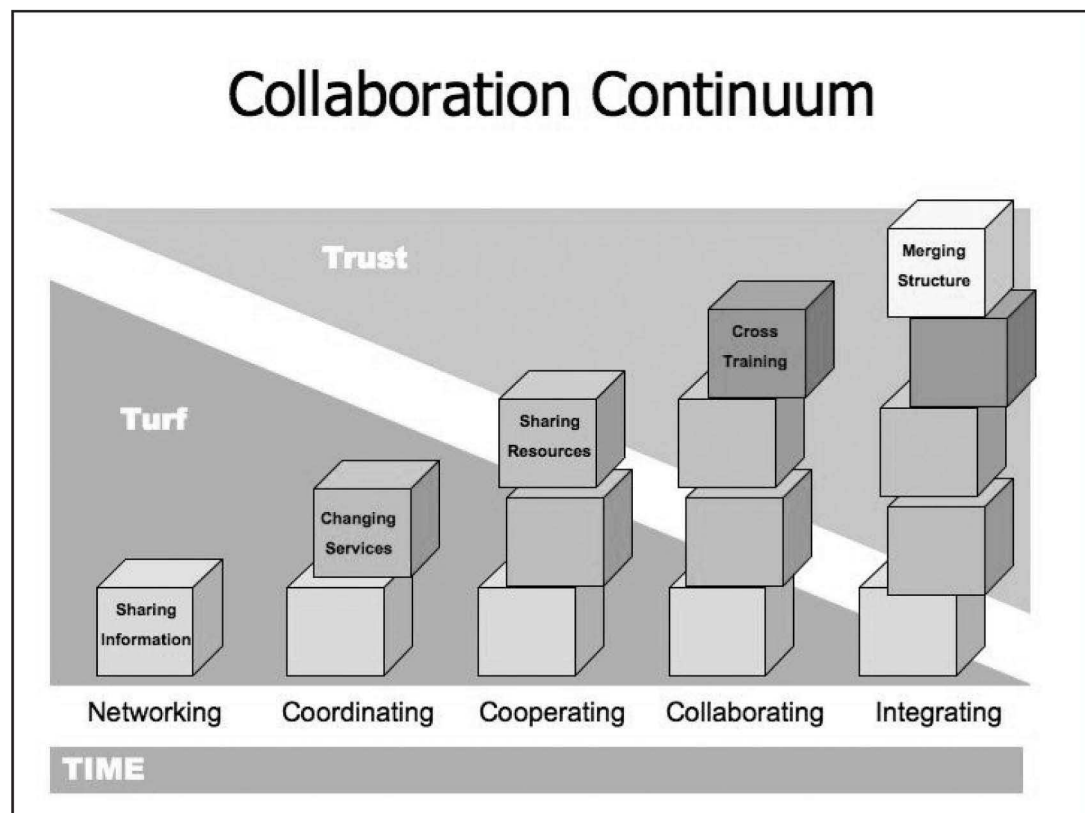 Collaboration Continuum
Trust
Merging
Structure
Cross
Training
Turf
Sharing
Resources
Changing
Services
Sharing
Information
Networking
Coordinating
Cooperating
Collaborating
Integrating
TIME